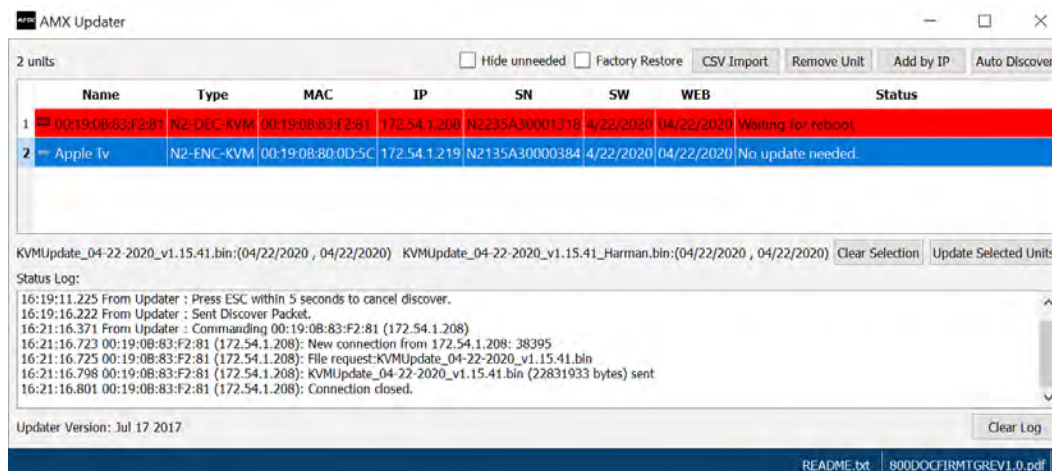 AMX AMX Updater
2 units Hide unneeded Factory Restore CSV Import Remove Unit Add by IP Auto Discover
Name Type MAC IP SN SW WEB Status
1 00:19:0B:83:F2:81 N2-DEC-KVM 00:19:0B:83:F2:81 172.54.1.208 N2235A30001318 4/22/2020 04/22/2020 Waiting for reboot.
2 Apple Tv N2-ENC-KVM 00:19:0B:80:0D:5C 172.54.1.219 N2135A30000384 4/22/2020 04/22/2020 No update needed.
KVMUpdate_04-22-2020_v1.15.41.bin:(04/22/2020 , 04/22/2020) KVMUpdate_04-22-2020_v1.15.41_Harman.bin:(04/22/2020 , 04/22/2020) Clear Selection Update Selected Units
Status Log:
16:19:11.225 From Updater : Press ESC within 5 seconds to cancel discover.
16:19:16.222 From Updater : Sent Discover Packet.
16:21:16.371 From Updater : Commanding 00:19:0B:83:F2:81 (172.54.1.208)
16:21:16.723 00:19:0B:83:F2:81 (172.54.1.208): New connection from 172.54.1.208: 38395
16:21:16.725 00:19:0B:83:F2:81 (172.54.1.208): File request:KVMUpdate_04-22-2020_v1.15.41.bin
16:21:16.798 00:19:0B:83:F2:81 (172.54.1.208): KVMUpdate_04-22-2020_v1.15.41.bin (22831933 bytes) sent
16:21:16.801 00:19:0B:83:F2:81 (172.54.1.208): Connection closed.
Updater Version: Jul 17 2017 Clear Log
README.txt 800DOCFIRMTGREV1.0.pdf